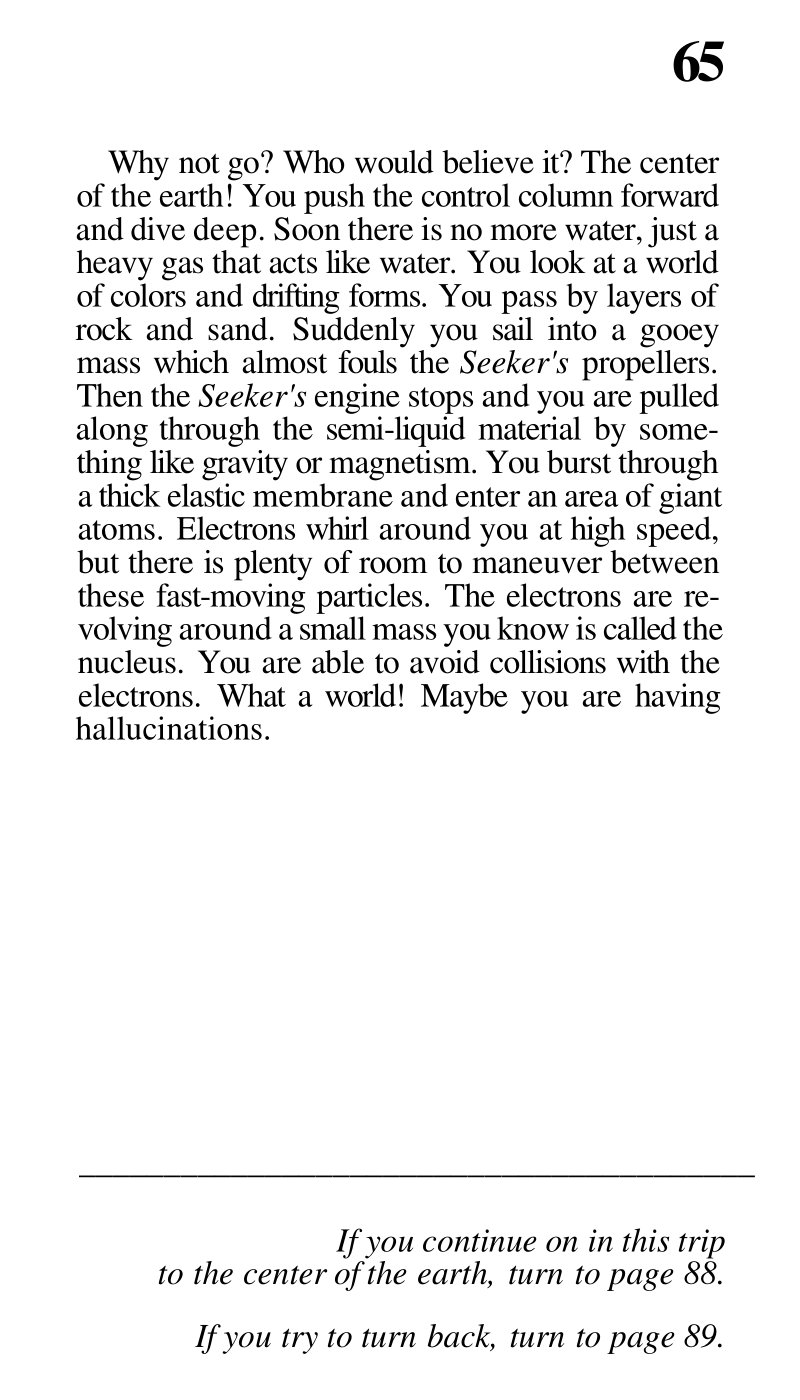 65
Why not go? Who would believe it? The center
of the earth! You push the control column forward
and dive deep. Soon there is no more water, just a
heavy gas that acts like water. You look at a world
of colors and drifting forms. You pass by layers of
rock and sand. Suddenly you sail into a gooey
mass which almost fouls the Seeker's propellers.
Then the Seeker's engine stops and you are pulled
along through the semi-liquid material by some-
thing like gravity or magnetism. You burst through
a thick elastic membrane and enter an area of giant
atoms. Electrons whirl around you at high speed,
but there is plenty of room to maneuver between
these fast-moving particles. The electrons are re-
volving around a small mass you know is called the
nucleus. You are able to avoid collisions with the
electrons. What a world! Maybe you are having
hallucinations.
If you continue on in this trip
to the center of the earth, turn to page 88.
If you try to turn back, turn to page 89.